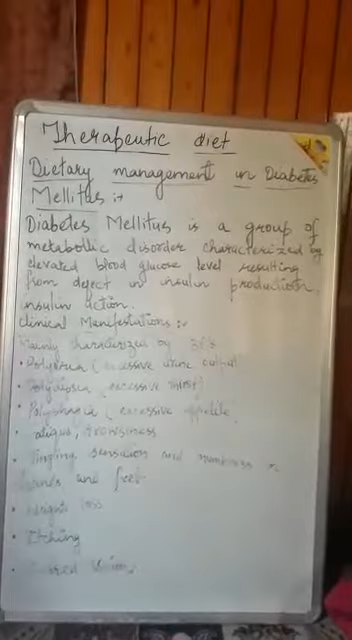 Therapeutic diet
Dietary management in Diabetes
Mellitus :-
Diabetes Mellitus is a group of
metabolic disorder characterized by
elevated blood glucose level resulting
from defect in insulin production,
insulin action.
Clinical Manifestations :-
Mainly characterized by 3P's
• Polyuria (excessive urine output)
• Polydipsia (excessive thirst)
• Polyphagia (excessive appetite
• atigue, drowsiness
• Tingling sensation and numbness
hands and feet
• Weight loss
• Itching
• Blurred Vision